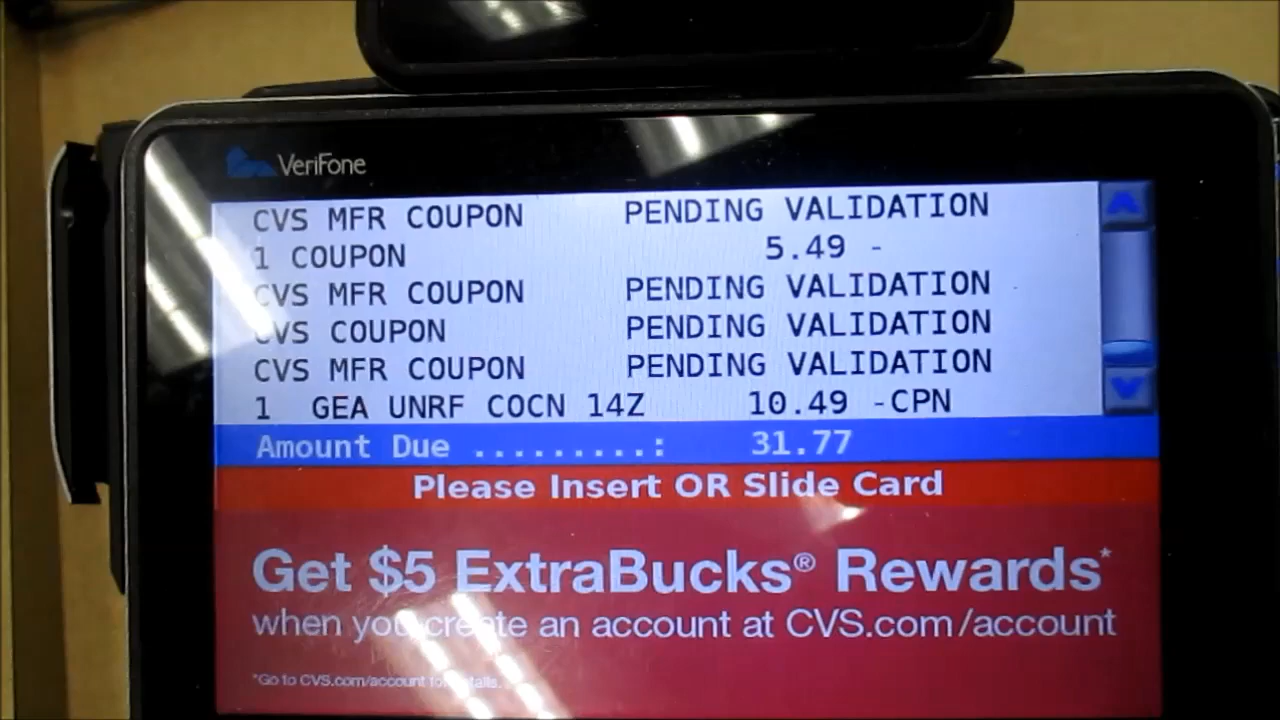 VeriFone
CVS MFR COUPON PENDING VALIDATION
1 COUPON 5.49 -
CVS MFR COUPON PENDING VALIDATION
CVS COUPON PENDING VALIDATION
CVS MFR COUPON PENDING VALIDATION
1 GEA UNRF COCN 14Z 10.49 -CPN
Amount Due .........: 31.77
Please Insert OR Slide Card
Get $5 ExtraBucks® Rewards*
when you create an account at CVS.com/account
*Go to CVS.com/account for details.